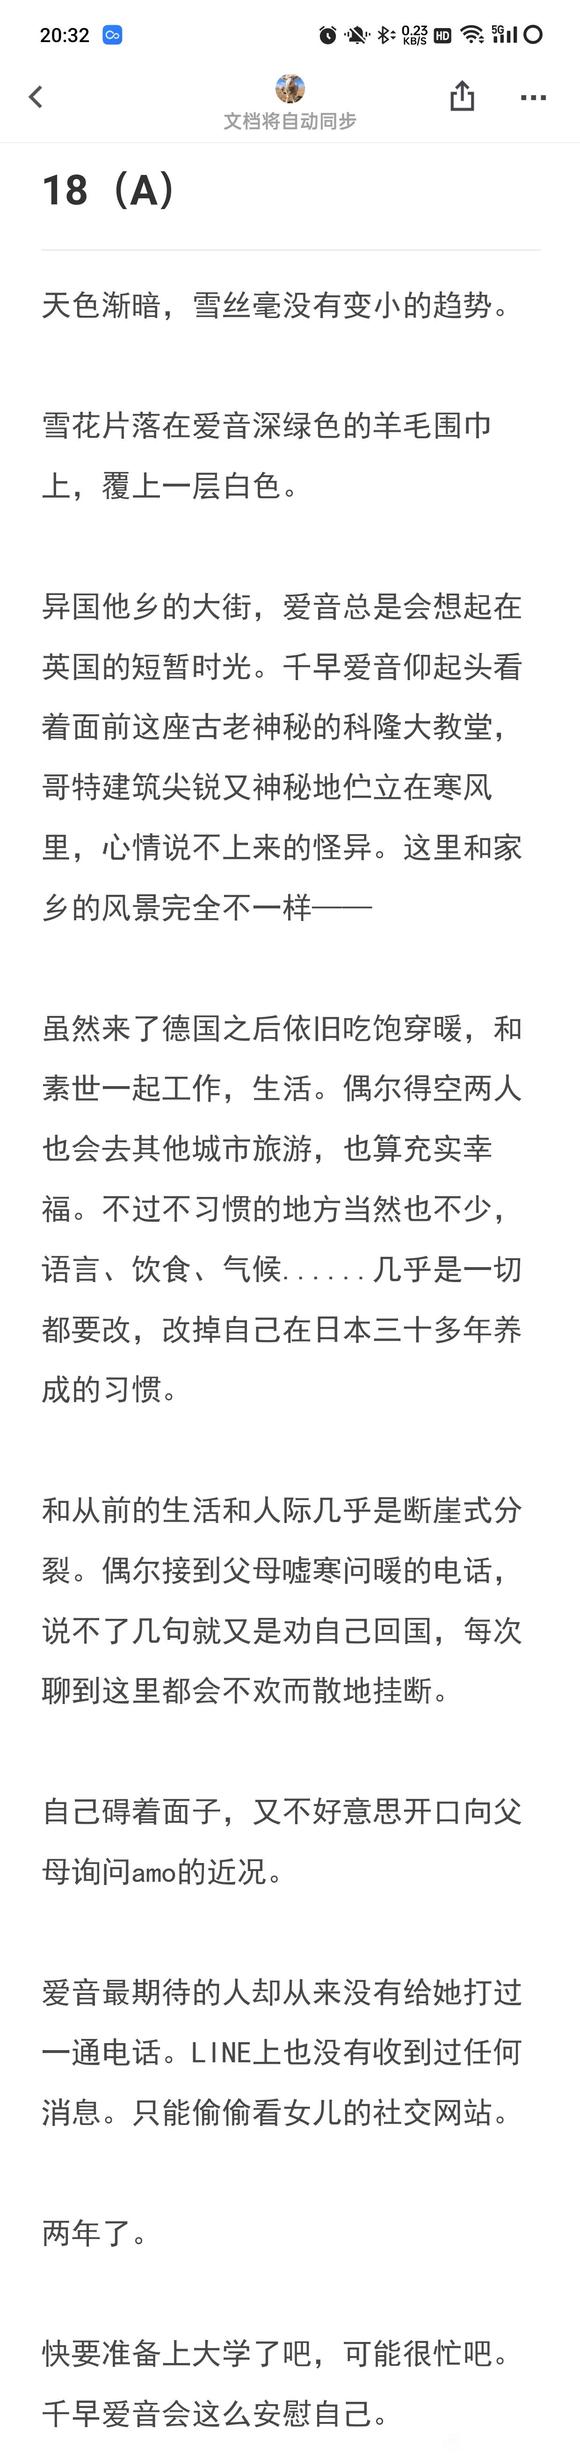 20:32
0.23
KB/S
HD
5G
文档将自动同步
18（A）
天色渐暗，雪丝毫没有变小的趋势。
雪花片落在爱音深绿色的羊毛围巾
上，覆上一层白色。
异国他乡的大街，爱音总是会想起在
英国的短暂时光。千早爱音仰起头看
着面前这座古老神秘的科隆大教堂，
哥特建筑尖锐又神秘地伫立在寒风
里，心情说不上来的怪异。这里和家
乡的风景完全不一样——
虽然来了德国之后依旧吃饱穿暖，和
素世一起工作，生活。偶尔得空两人
也会去其他城市旅游，也算充实幸
福。不过不习惯的地方当然也不少，
语言、饮食、气候......几乎是一切
都要改，改掉自己在日本三十多年养
成的习惯。
和从前的生活和人际几乎是断崖式分
裂。偶尔接到父母嘘寒问暖的电话，
说不了几句就又是劝自己回国，每次
聊到这里都会不欢而散地挂断。
自己碍着面子，又不好意思开口向父
母询问amo的近况。
爱音最期待的人却从来没有给她打过
一通电话。LINE上也没有收到过任何
消息。只能偷偷看女儿的社交网站。
两年了。
快要准备上大学了吧，可能很忙吧。
千早爱音会这么安慰自己。